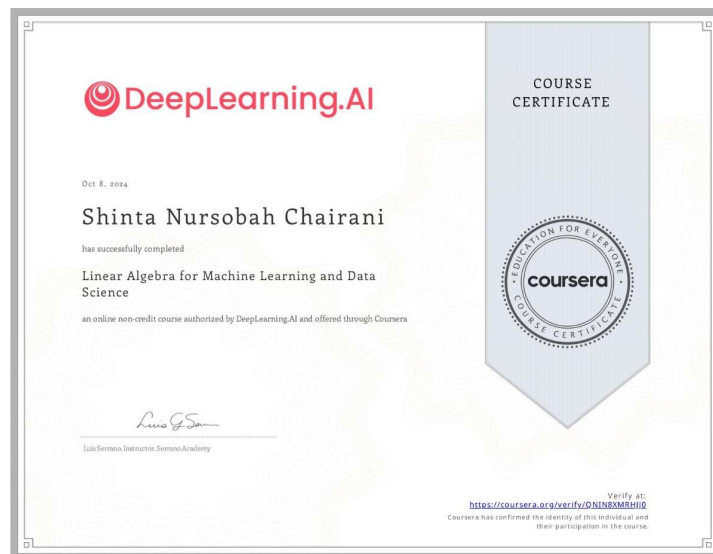 DeepLearning.AI
COURSE
CERTIFICATE
Oct 8, 2024
Shinta Nursobah Chairani
has successfully completed
Linear Algebra for Machine Learning and Data
Science
an online non-credit course authorized by DeepLearning.AI and offered through Coursera
EDUCATION FOR EVERYONE
coursera
COURSE CERTIFICATE
Luis Serrano, Instructor, Serrano Academy
Verify at:
https://coursera.org/verify/QNIN8XMRHJJ0
Coursera has confirmed the identity of this individual and
their participation in the course.